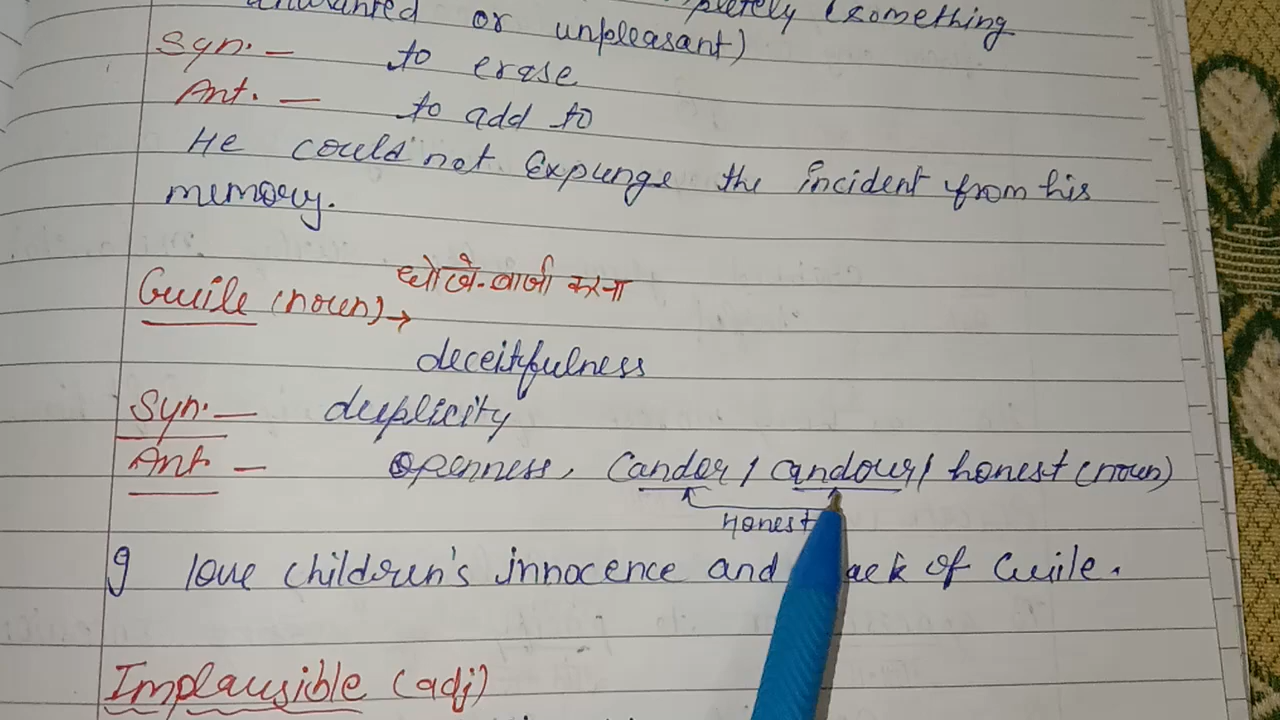 or unpleasant) (something
Syn. - to erase
Ant. - to add to
He could not Expunge the incident from his
memory.
Guile (noun) → धोखे-बाजी करना
deceitfulness
Syn. - duplicity
Ant - openness, (andor / candour / honest (noun)
Honest
I love children's innocence and of Guile.
Implausible (adj)